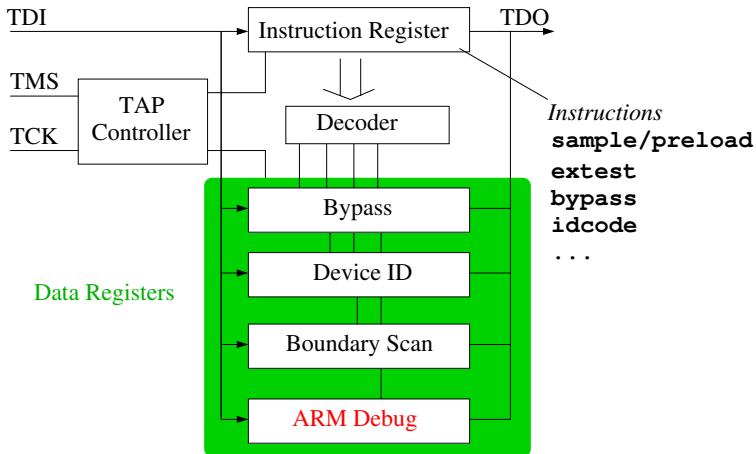 TDI
Instruction Register
TDO
TMS
TAP
Controller
TCK
Decoder
Instructions
sample/preload
extest
bypass
idcode
...
Bypass
Device ID
Data Registers
Boundary Scan
ARM Debug